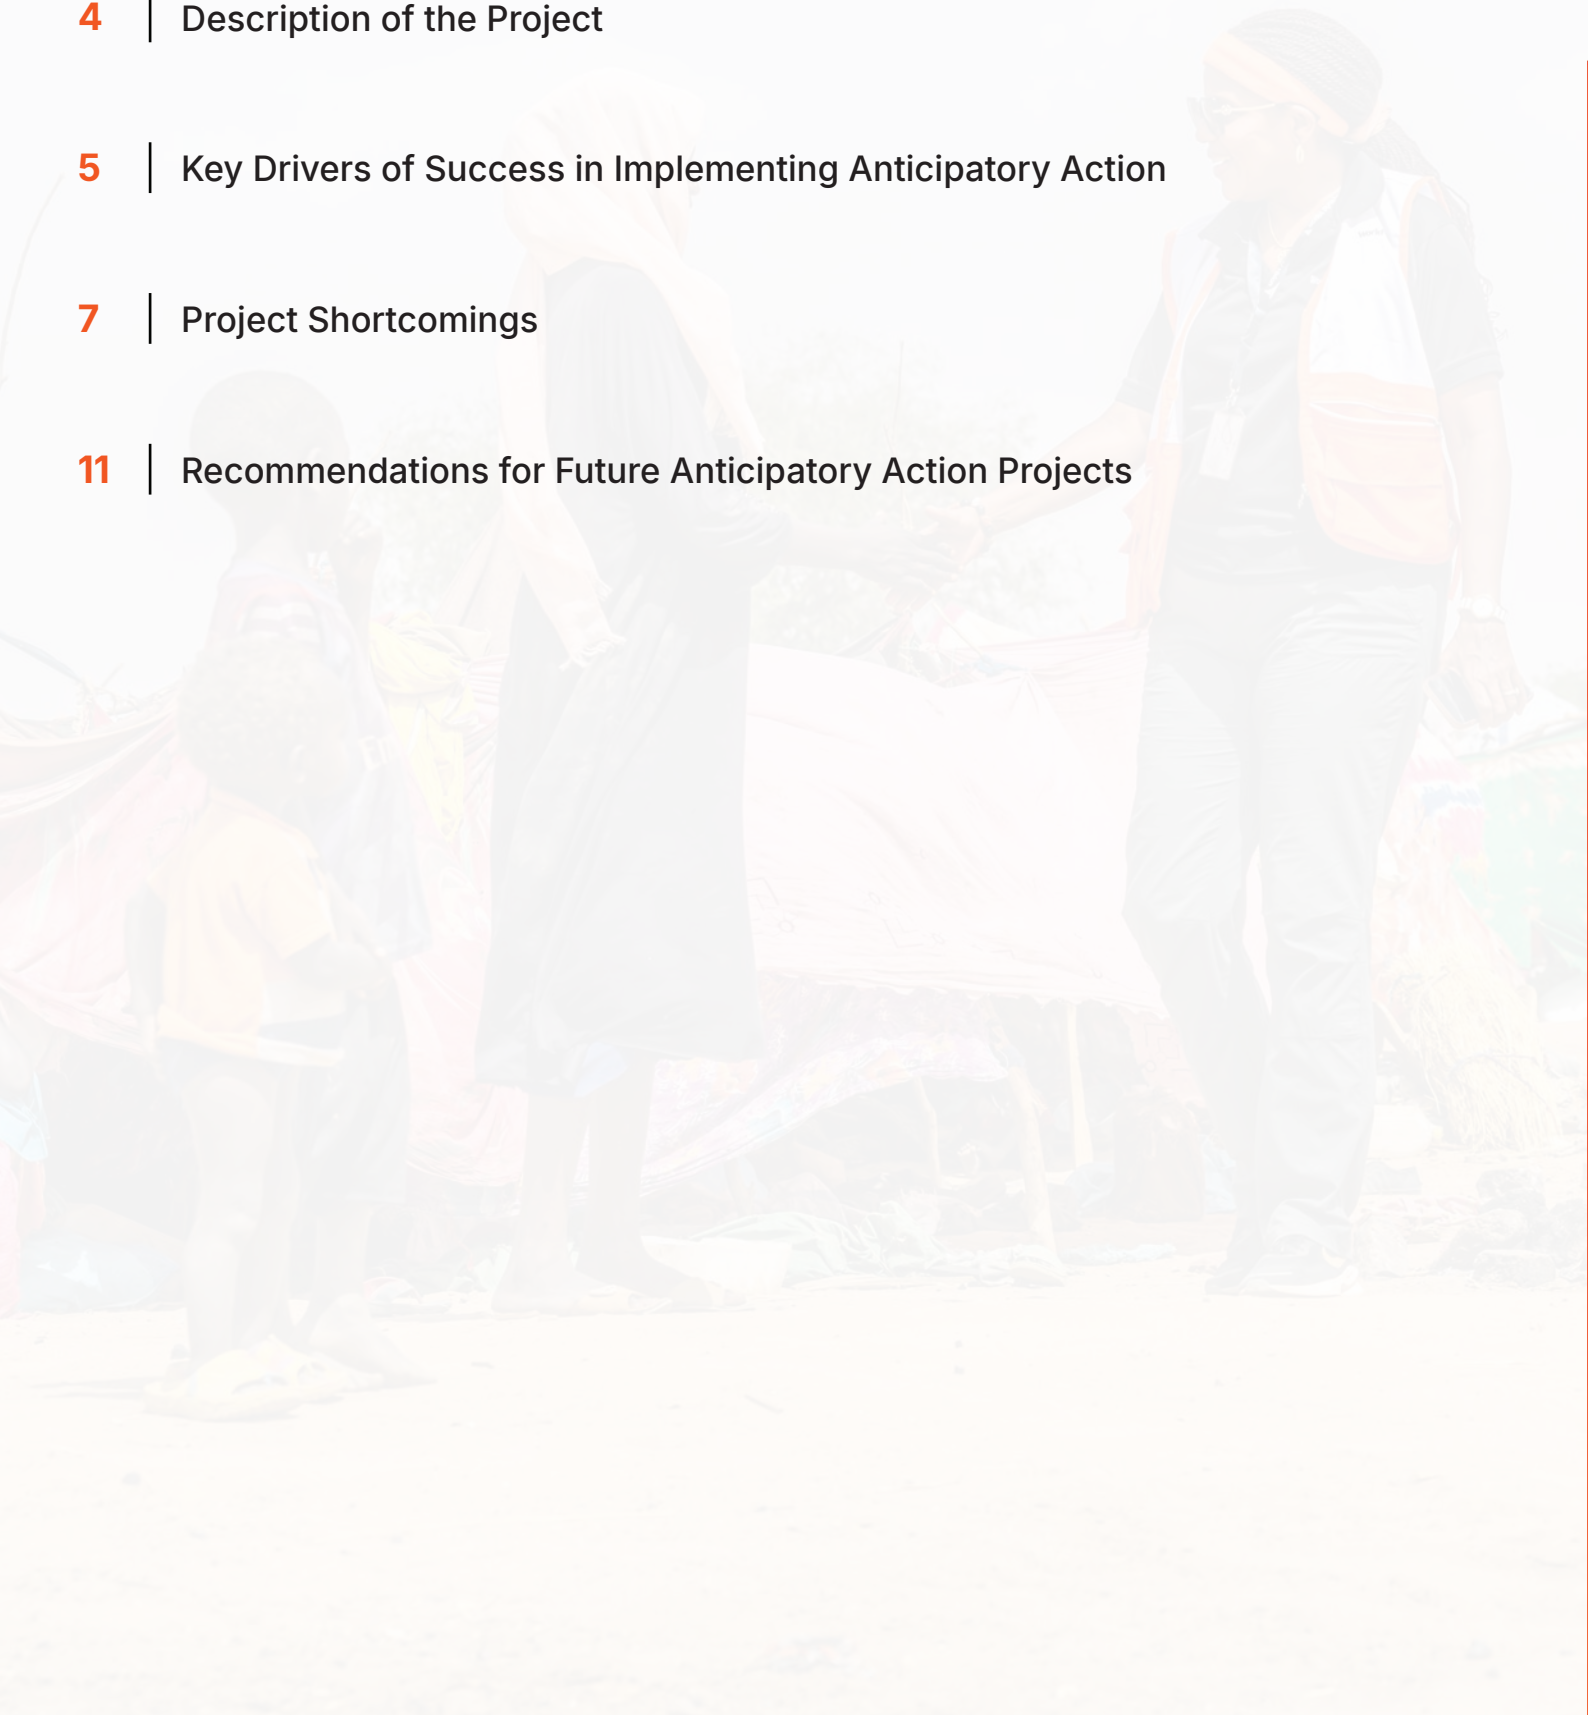 4 Description of the Project
5 Key Drivers of Success in Implementing Anticipatory Action
7 Project Shortcomings
11 Recommendations for Future Anticipatory Action Projects